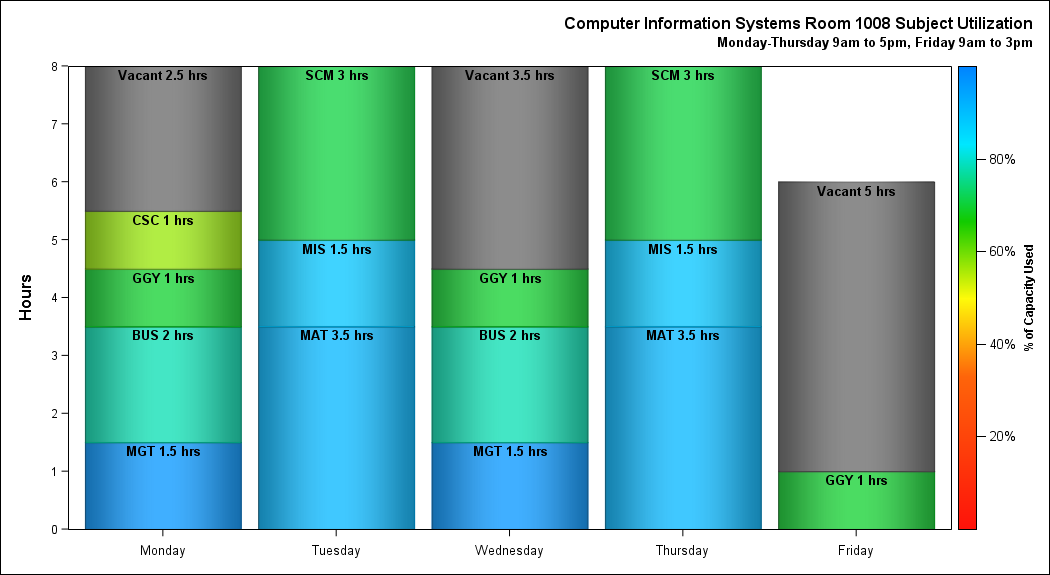 Computer Information Systems Room 1008 Subject Utilization
Monday-Thursday 9am to 5pm, Friday 9am to 3pm
Hours
8
7
6
5
4
3
2
1
0
Vacant 2.5 hrs
CSC 1 hrs
GGY 1 hrs
BUS 2 hrs
MGT 1.5 hrs
SCM 3 hrs
MIS 1.5 hrs
MAT 3.5 hrs
Vacant 3.5 hrs
GGY 1 hrs
BUS 2 hrs
MGT 1.5 hrs
SCM 3 hrs
MIS 1.5 hrs
MAT 3.5 hrs
Vacant 5 hrs
GGY 1 hrs
Monday
Tuesday
Wednesday
Thursday
Friday
80%
60%
40%
20%
% of Capacity Used